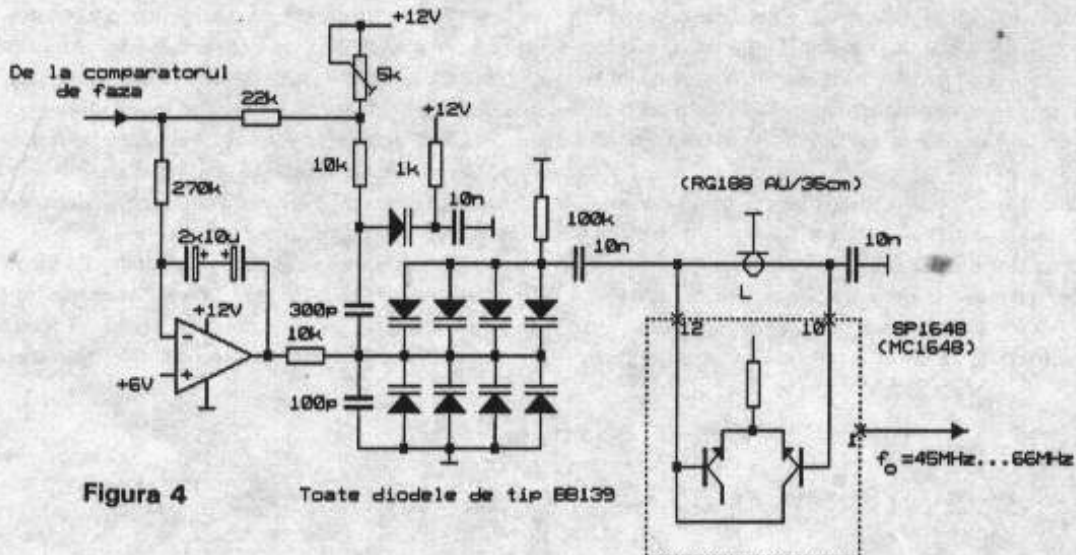 +12V
De la comparatorul
de faza
5k
22k
+12V
10k
1k
270k
10n
(RG188 AU/35cm)
100k
10n
10n
2x10u
+ +
L
+12V
300p
12
10
SP1648
(MC1648)
10k
-
+6V
+
100p
f₀=45MHz...66MHz
Figura 4
Toate diodele de tip BB139